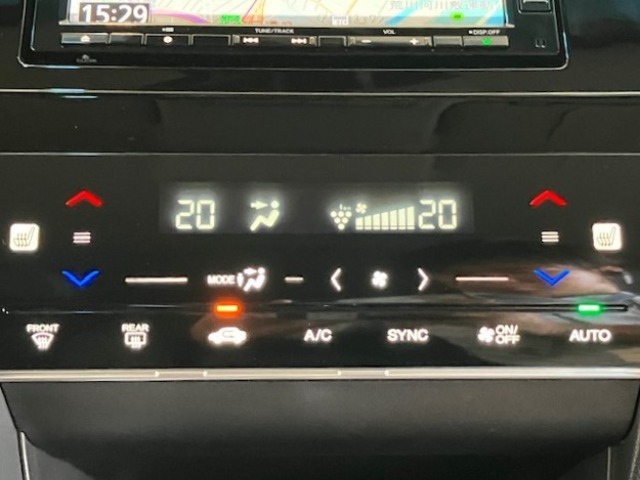 15:29
TUNE/TRACK
VOL
DISP.OFF
20
20
MODE
FRONT
REAR
A/C
SYNC
ON/
OFF
AUTO